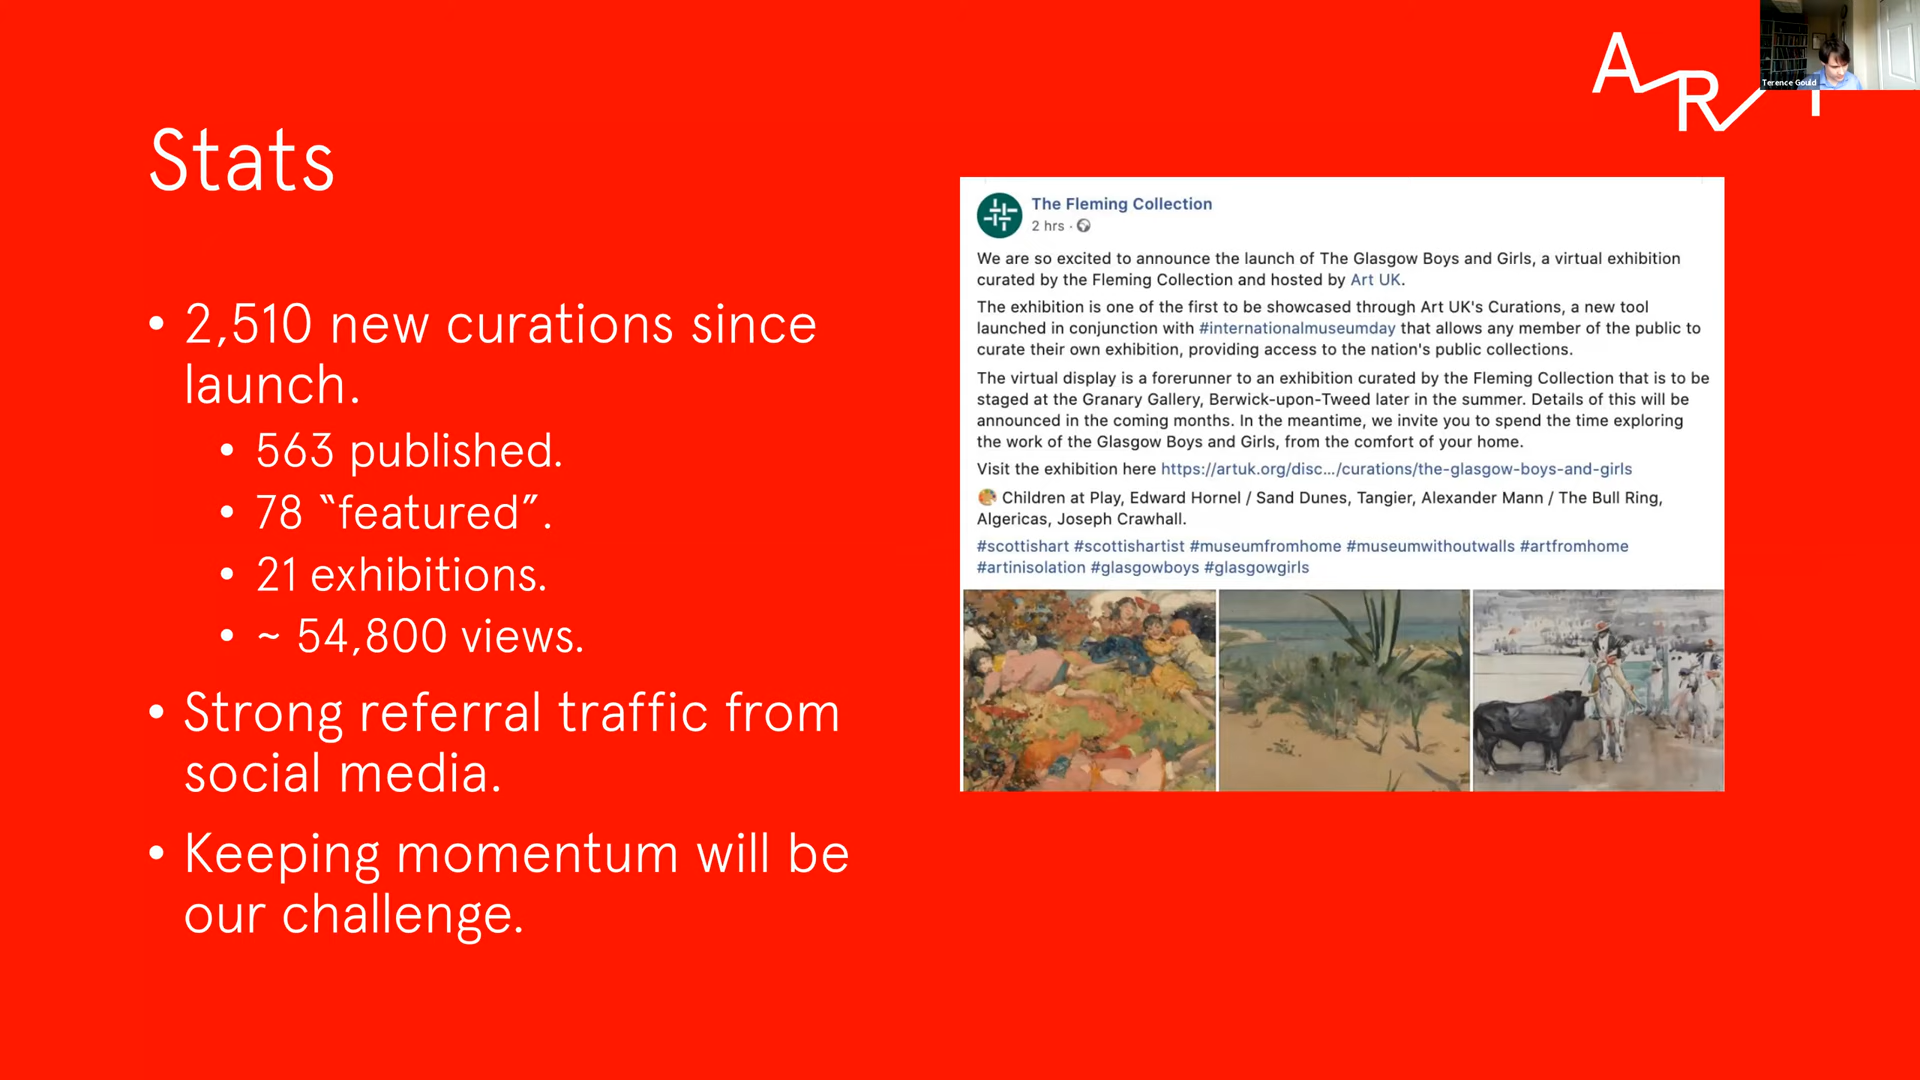 ART
Terence Gould
Stats
• 2,510 new curations since
launch.
• 563 published.
• 78 “featured”.
• 21 exhibitions.
• ~ 54,800 views.
• Strong referral traffic from
social media.
• Keeping momentum will be
our challenge.
The Fleming Collection
2 hrs ·
We are so excited to announce the launch of The Glasgow Boys and Girls, a virtual exhibition
curated by the Fleming Collection and hosted by Art UK.
The exhibition is one of the first to be showcased through Art UK's Curations, a new tool
launched in conjunction with #internationalmuseumday that allows any member of the public to
curate their own exhibition, providing access to the nation's public collections.
The virtual display is a forerunner to an exhibition curated by the Fleming Collection that is to be
staged at the Granary Gallery, Berwick-upon-Tweed later in the summer. Details of this will be
announced in the coming months. In the meantime, we invite you to spend the time exploring
the work of the Glasgow Boys and Girls, from the comfort of your home.
Visit the exhibition here https://artuk.org/disc.../curations/the-glasgow-boys-and-girls
🎨 Children at Play, Edward Hornel / Sand Dunes, Tangier, Alexander Mann / The Bull Ring,
Algericas, Joseph Crawhall.
#scottishart #scottishartist #museumfromhome #museumwithoutwalls #artfromhome
#artinisolation #glasgowboys #glasgowgirls